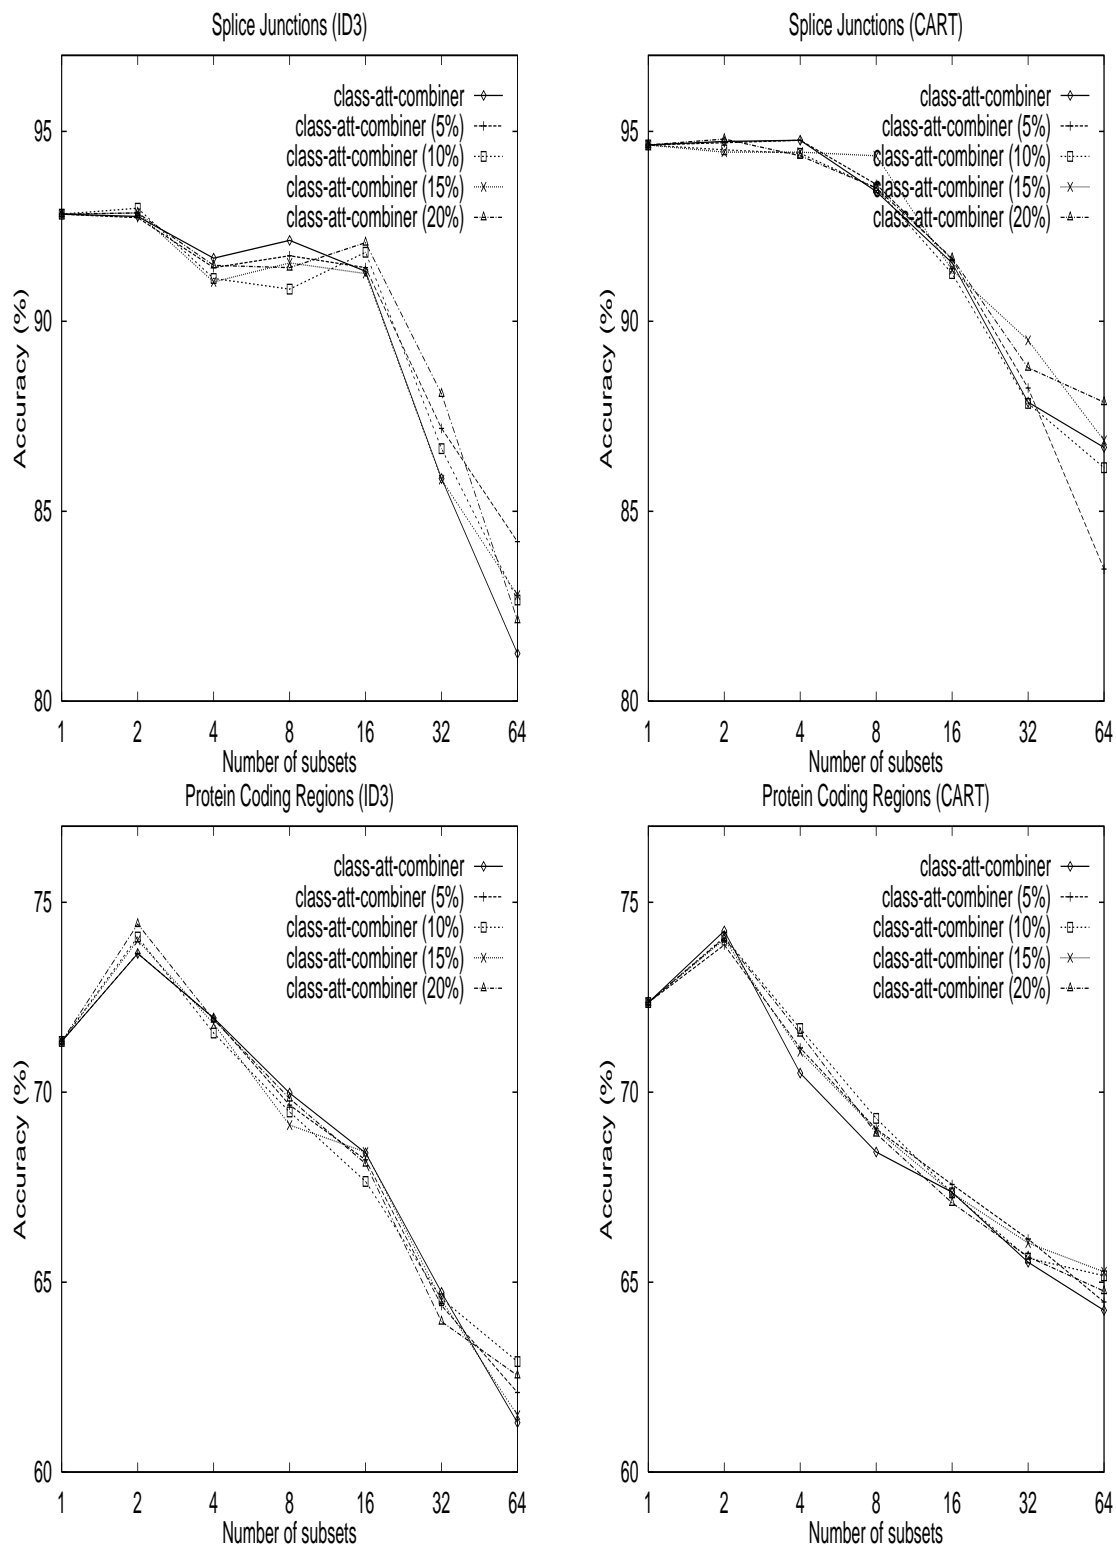 Splice Junctions (ID3)
class-att-combiner
class-att-combiner (5%)
class-att-combiner (10%)
class-att-combiner (15%)
class-att-combiner (20%)
95
90
85
80
Accuracy (%)
1 2 4 8 16 32 64
Number of subsets
Splice Junctions (CART)
class-att-combiner
class-att-combiner (5%)
class-att-combiner (10%)
class-att-combiner (15%)
class-att-combiner (20%)
95
90
85
80
Accuracy (%)
1 2 4 8 16 32 64
Number of subsets
Protein Coding Regions (ID3)
class-att-combiner
class-att-combiner (5%)
class-att-combiner (10%)
class-att-combiner (15%)
class-att-combiner (20%)
75
70
65
60
Accuracy (%)
1 2 4 8 16 32 64
Number of subsets
Protein Coding Regions (CART)
class-att-combiner
class-att-combiner (5%)
class-att-combiner (10%)
class-att-combiner (15%)
class-att-combiner (20%)
75
70
65
60
Accuracy (%)
1 2 4 8 16 32 64
Number of subsets